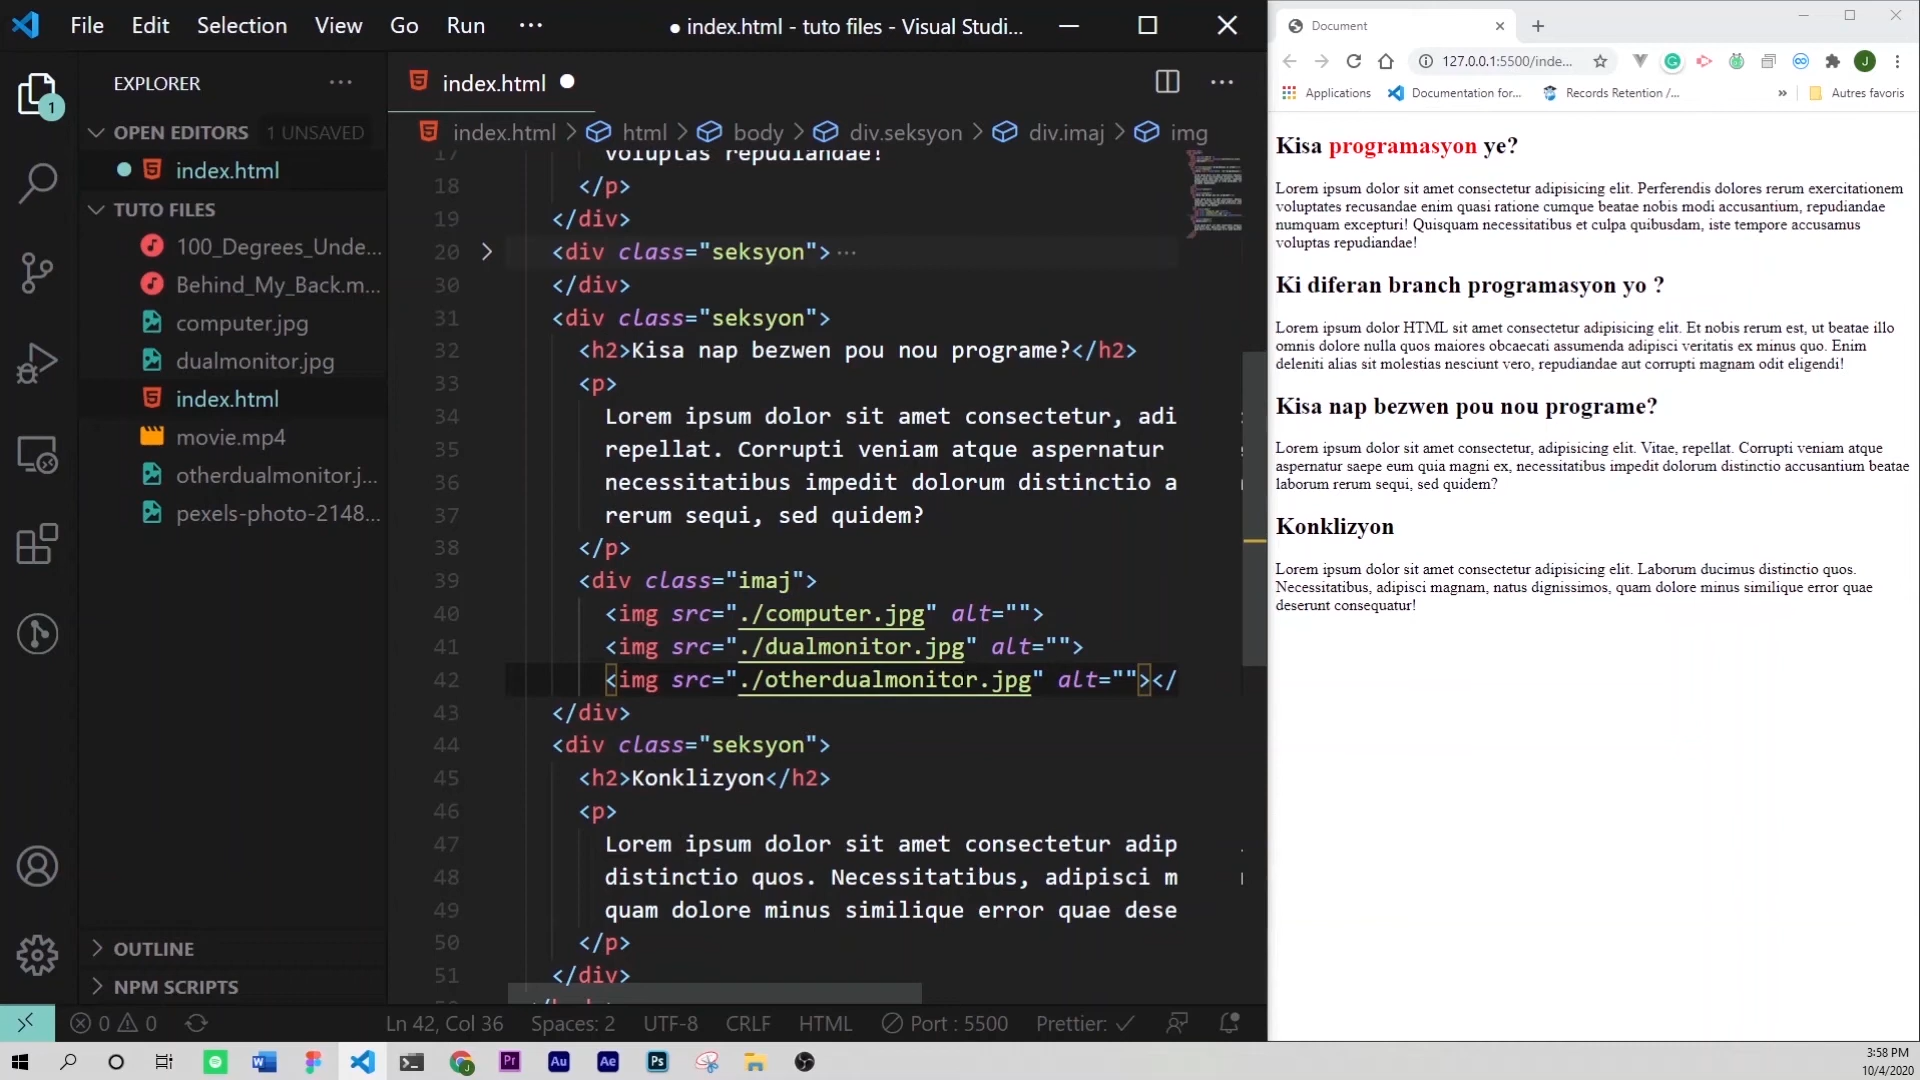 File Edit Selection View Go Run ···
● index.html - tuto files - Visual Studi...
EXPLORER
OPEN EDITORS 1 UNSAVED
index.html
TUTO FILES
100_Degrees_Unde...
Behind_My_Back.m...
computer.jpg
dualmonitor.jpg
index.html
movie.mp4
otherdualmonitor.j...
pexels-photo-2148...
OUTLINE
NPM SCRIPTS
1
index.html
index.html > html > body > div.seksyon > div.imaj > img
17 voluptas repudiandae!
18 </p>
19 </div>
20 <div class="seksyon">···
30 </div>
31 <div class="seksyon">
32 <h2>Kisa nap bezwen pou nou programe?</h2>
33 <p>
34 Lorem ipsum dolor sit amet consectetur, adi
35 repellat. Corrupti veniam atque aspernatur
36 necessitatibus impedit dolorum distinctio a
37 rerum sequi, sed quidem?
38 </p>
39 <div class="imaj">
40 <img src="./computer.jpg" alt="">
41 <img src="./dualmonitor.jpg" alt="">
42 <img src="./otherdualmonitor.jpg" alt=""></
43 </div>
44 <div class="seksyon">
45 <h2>Konklizyon</h2>
46 <p>
47 Lorem ipsum dolor sit amet consectetur adip
48 distinctio quos. Necessitatibus, adipisci m
49 quam dolore minus similique error quae dese
50 </p>
51 </div>
0 0 Ln 42, Col 36 Spaces: 2 UTF-8 CRLF HTML Port : 5500 Prettier: ✓
Document
127.0.0.1:5500/inde...
J
Applications Documentation for... Records Retention /... » Autres favoris
Kisa programasyon ye?
Lorem ipsum dolor sit amet consectetur adipisicing elit. Perferendis dolores rerum exercitationem
voluptates recusandae enim quasi ratione cumque beatae nobis modi accusantium, repudiandae
numquam excepturi! Quisquam necessitatibus et culpa quibusdam, iste tempore accusamus
voluptas repudiandae!
Ki diferan branch programasyon yo ?
Lorem ipsum dolor HTML sit amet consectetur adipisicing elit. Et nobis rerum est, ut beatae illo
omnis dolore nulla quos maiores obcaecati assumenda adipisci veritatis ex minus quo. Enim
deleniti alias sit molestias nesciunt vero, repudiandae aut corrupti magnam odit eligendi!
Kisa nap bezwen pou nou programe?
Lorem ipsum dolor sit amet consectetur, adipisicing elit. Vitae, repellat. Corrupti veniam atque
aspernatur saepe eum quia magni ex, necessitatibus impedit dolorum distinctio accusantium beatae
laborum rerum sequi, sed quidem?
Konklizyon
Lorem ipsum dolor sit amet consectetur adipisicing elit. Laborum ducimus distinctio quos.
Necessitatibus, adipisci magnam, natus dignissimos, quam dolore minus similique error quae
deserunt consequatur!
Pr Au Ae Ps
3:58 PM
10/4/2020